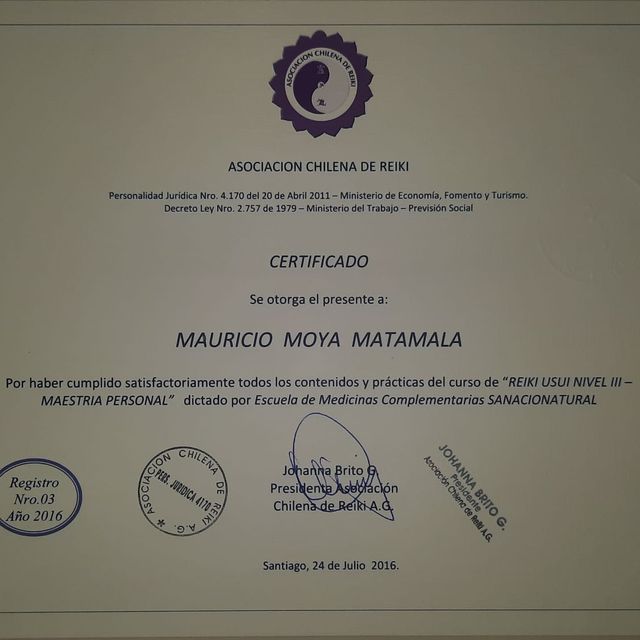 ASOCIACION CHILENA DE REIKI
ASOCIACION CHILENA DE REIKI
Personalidad Jurídica Nro. 4.170 del 20 de Abril 2011 – Ministerio de Economía, Fomento y Turismo.
Decreto Ley Nro. 2.757 de 1979 – Ministerio del Trabajo – Previsión Social
CERTIFICADO
Se otorga el presente a:
MAURICIO MOYA MATAMALA
Por haber cumplido satisfactoriamente todos los contenidos y prácticas del curso de “REIKI USUI NIVEL III –
MAESTRIA PERSONAL” dictado por Escuela de Medicinas Complementarias SANACIONATURAL
Registro
Nro.03
Año 2016
ASOCIACION CHILENA DE REIKI A.G.
PERS. JURIDICA 4170
Johanna Brito G.
Presidenta Asociación
Chilena de Reiki A.G.
JOHANNA BRITO G.
Presidente
Asociación Chilena de Reiki A.G.
Santiago, 24 de Julio 2016.